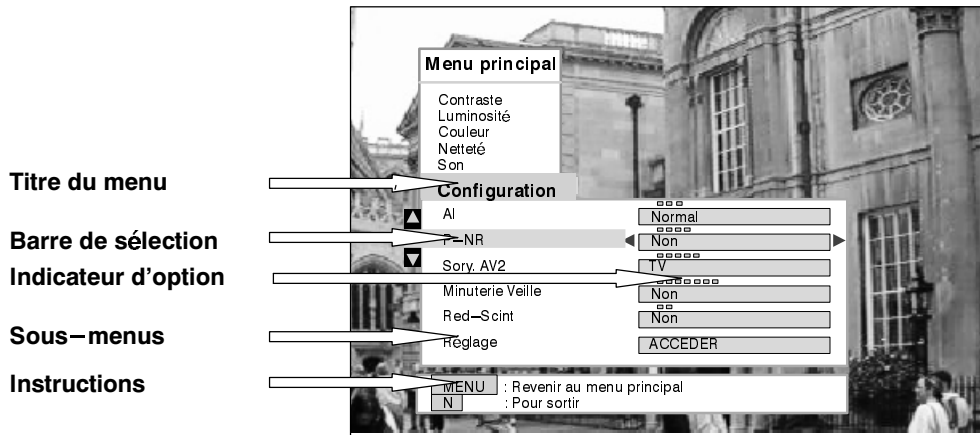 Menu principal
Contraste
Luminosité
Couleur
Netteté
Son
Titre du menu
Configuration
AI Normal
Barre de sélection
P–NR Non
Indicateur d'option
Sory. AV2 TV
Minuterie Veille Non
Red–Scint Non
Sous–menus
Réglage ACCEDER
Instructions
MENU : Revenir au menu principal
N : Pour sortir